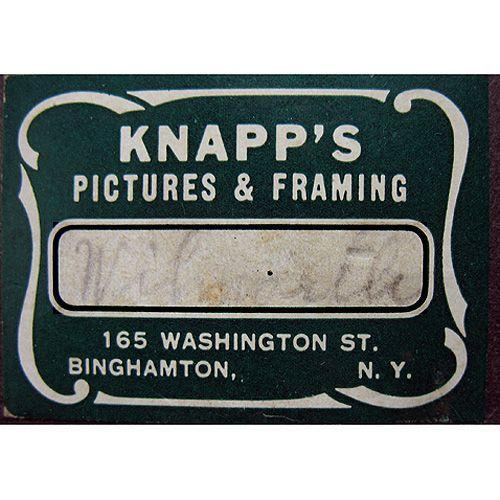 KNAPP'S
PICTURES & FRAMING
165 WASHINGTON ST.
BINGHAMTON, N. Y.